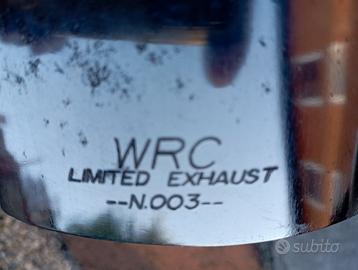 WRC
LIMITED EXHAUST
--N.003--
subito